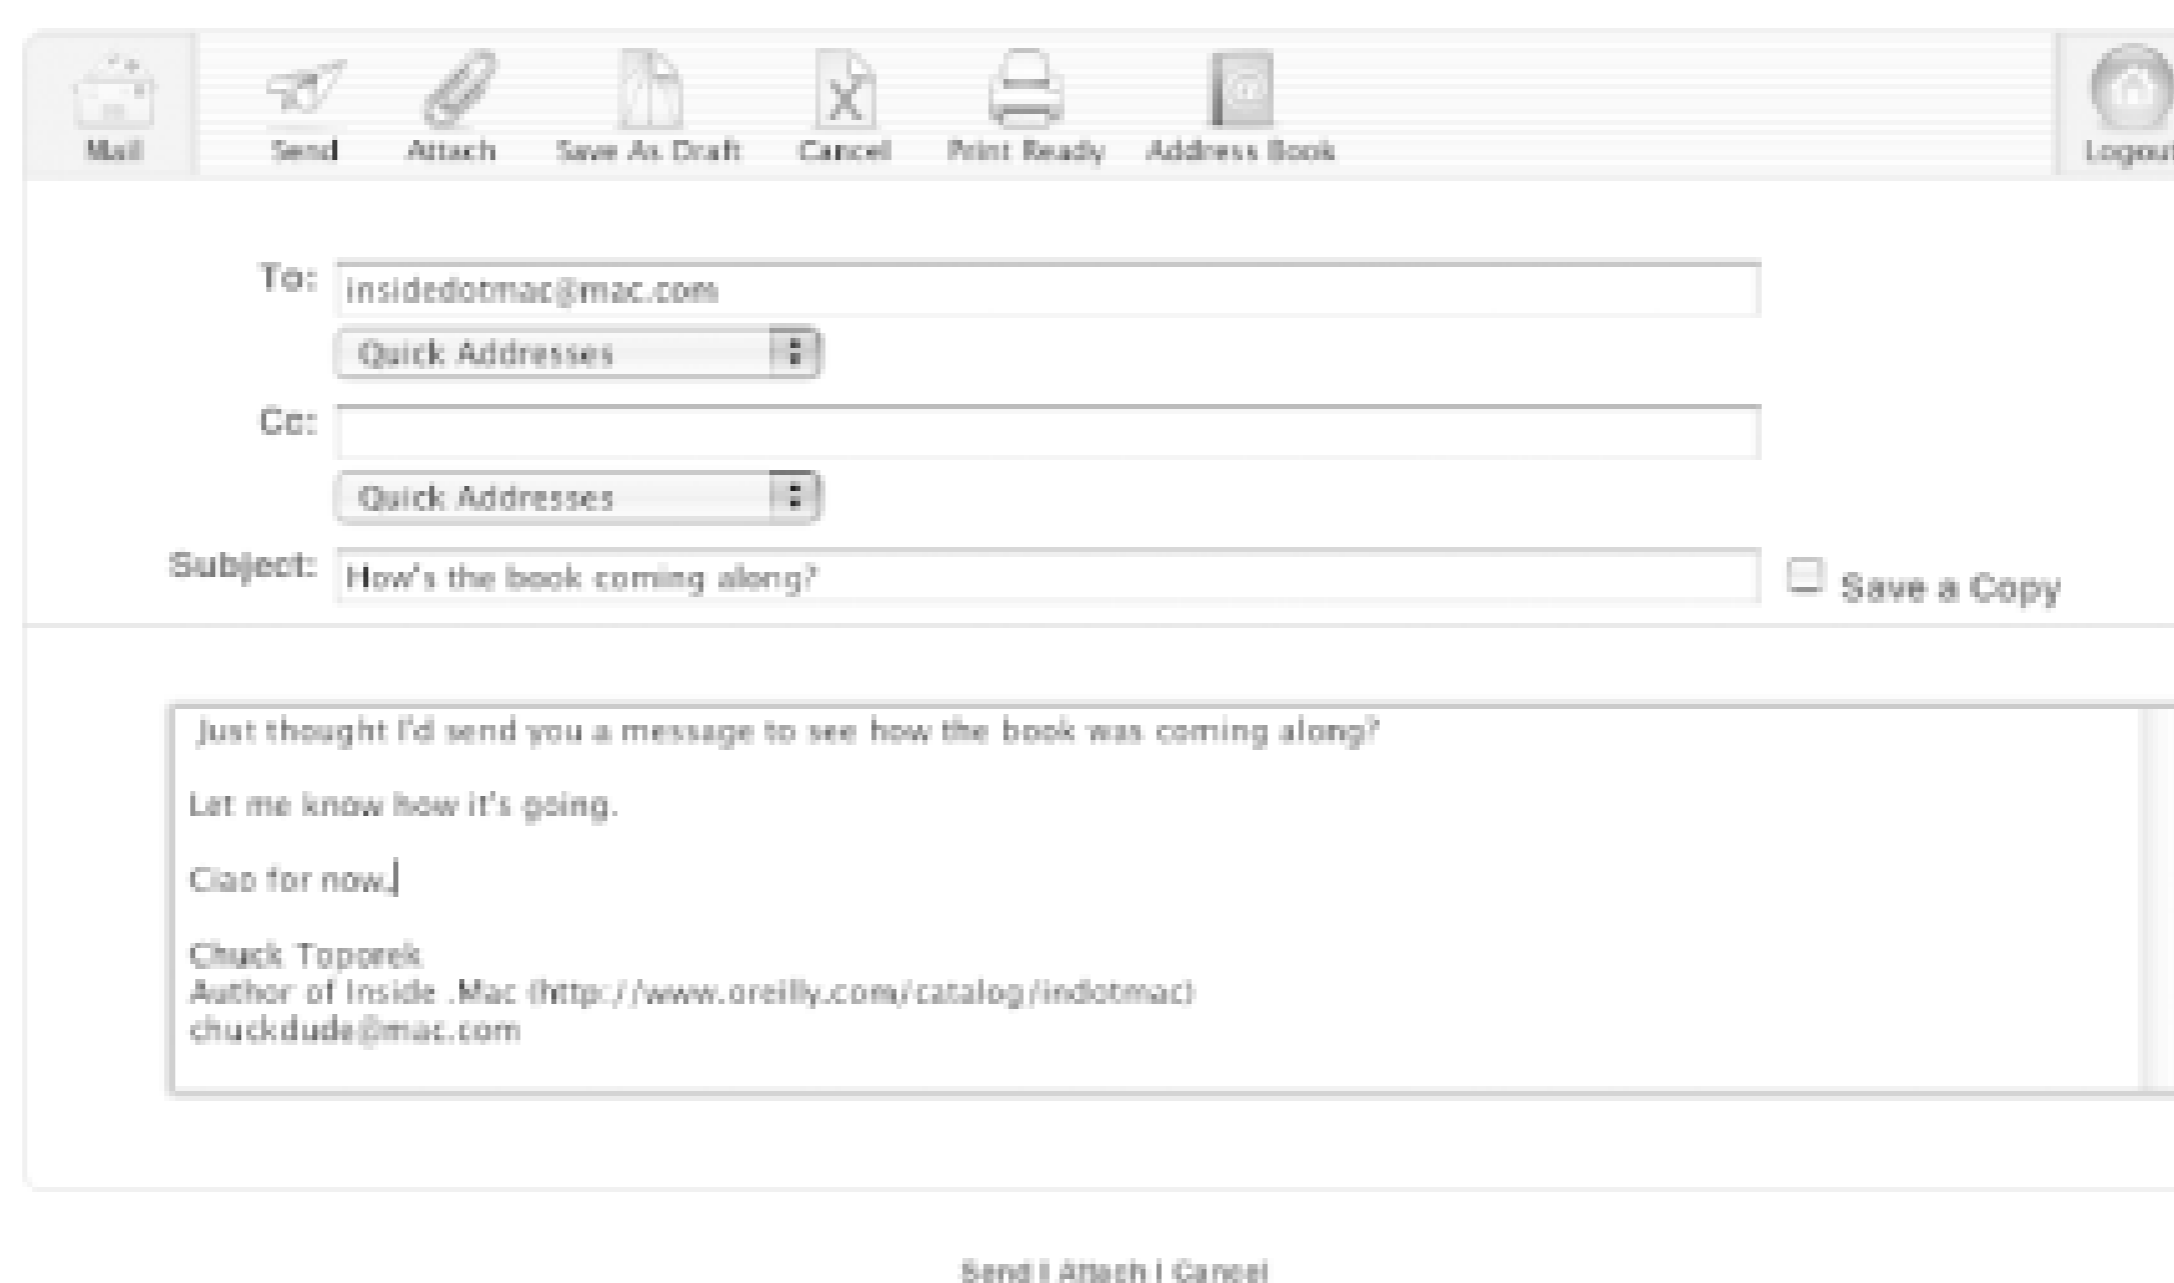 Mail Send Attach Save As Draft Cancel Print Ready Address Book Logout
To: insidedotmac@mac.com
Quick Addresses
Cc:
Quick Addresses
Subject: How's the book coming along? Save a Copy
Just thought I'd send you a message to see how the book was coming along?
Let me know how it's going.
Ciao for now.
Chuck Toporek
Author of Inside .Mac (http://www.oreilly.com/catalog/indotmac)
chuckdude@mac.com
Send | Attach | Cancel